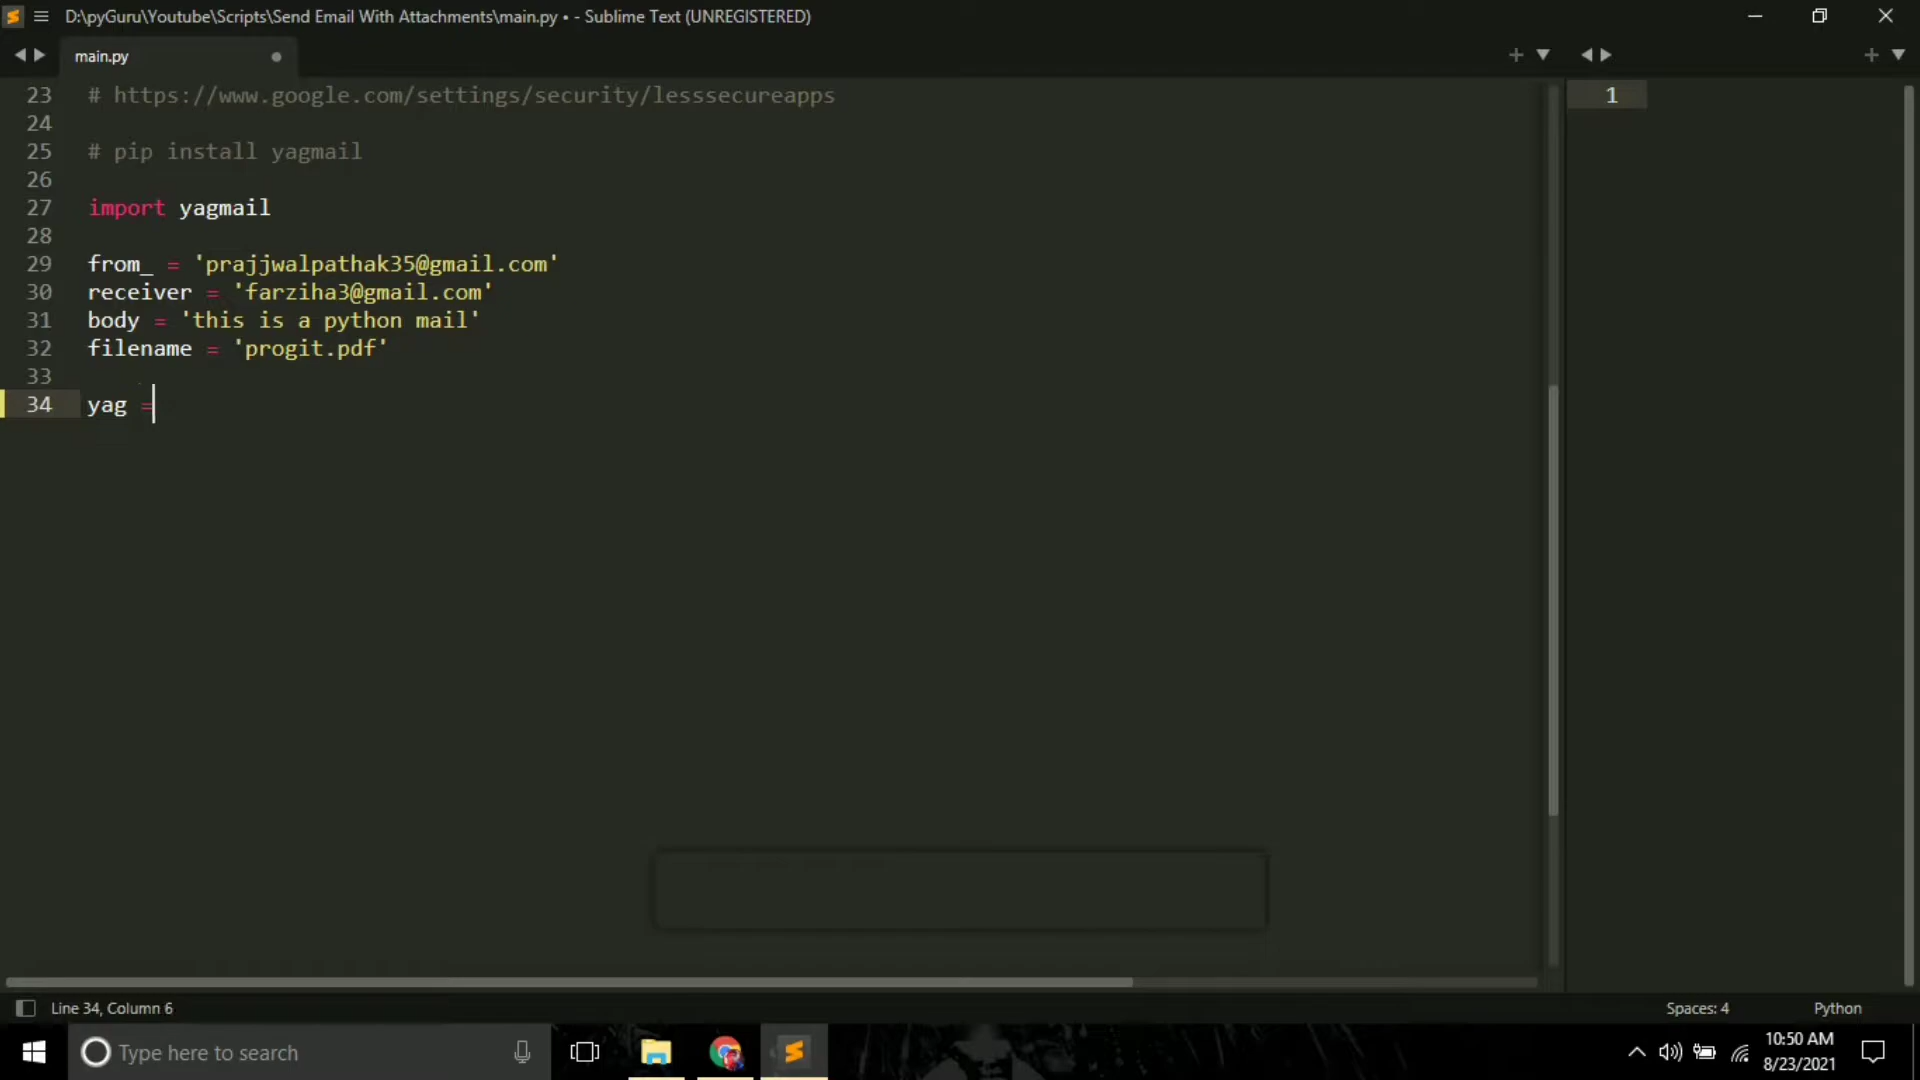 D:\pyGuru\Youtube\Scripts\Send Email With Attachments\main.py • - Sublime Text (UNREGISTERED)
main.py
23 # https://www.google.com/settings/security/lesssecureapps
24
25 # pip install yagmail
26
27 import yagmail
28
29 from_ = 'prajjwalpathak35@gmail.com'
30 receiver = 'farziha3@gmail.com'
31 body = 'this is a python mail'
32 filename = 'progit.pdf'
33
34 yag =
1
Line 34, Column 6
Spaces: 4
Python
Type here to search
10:50 AM
8/23/2021